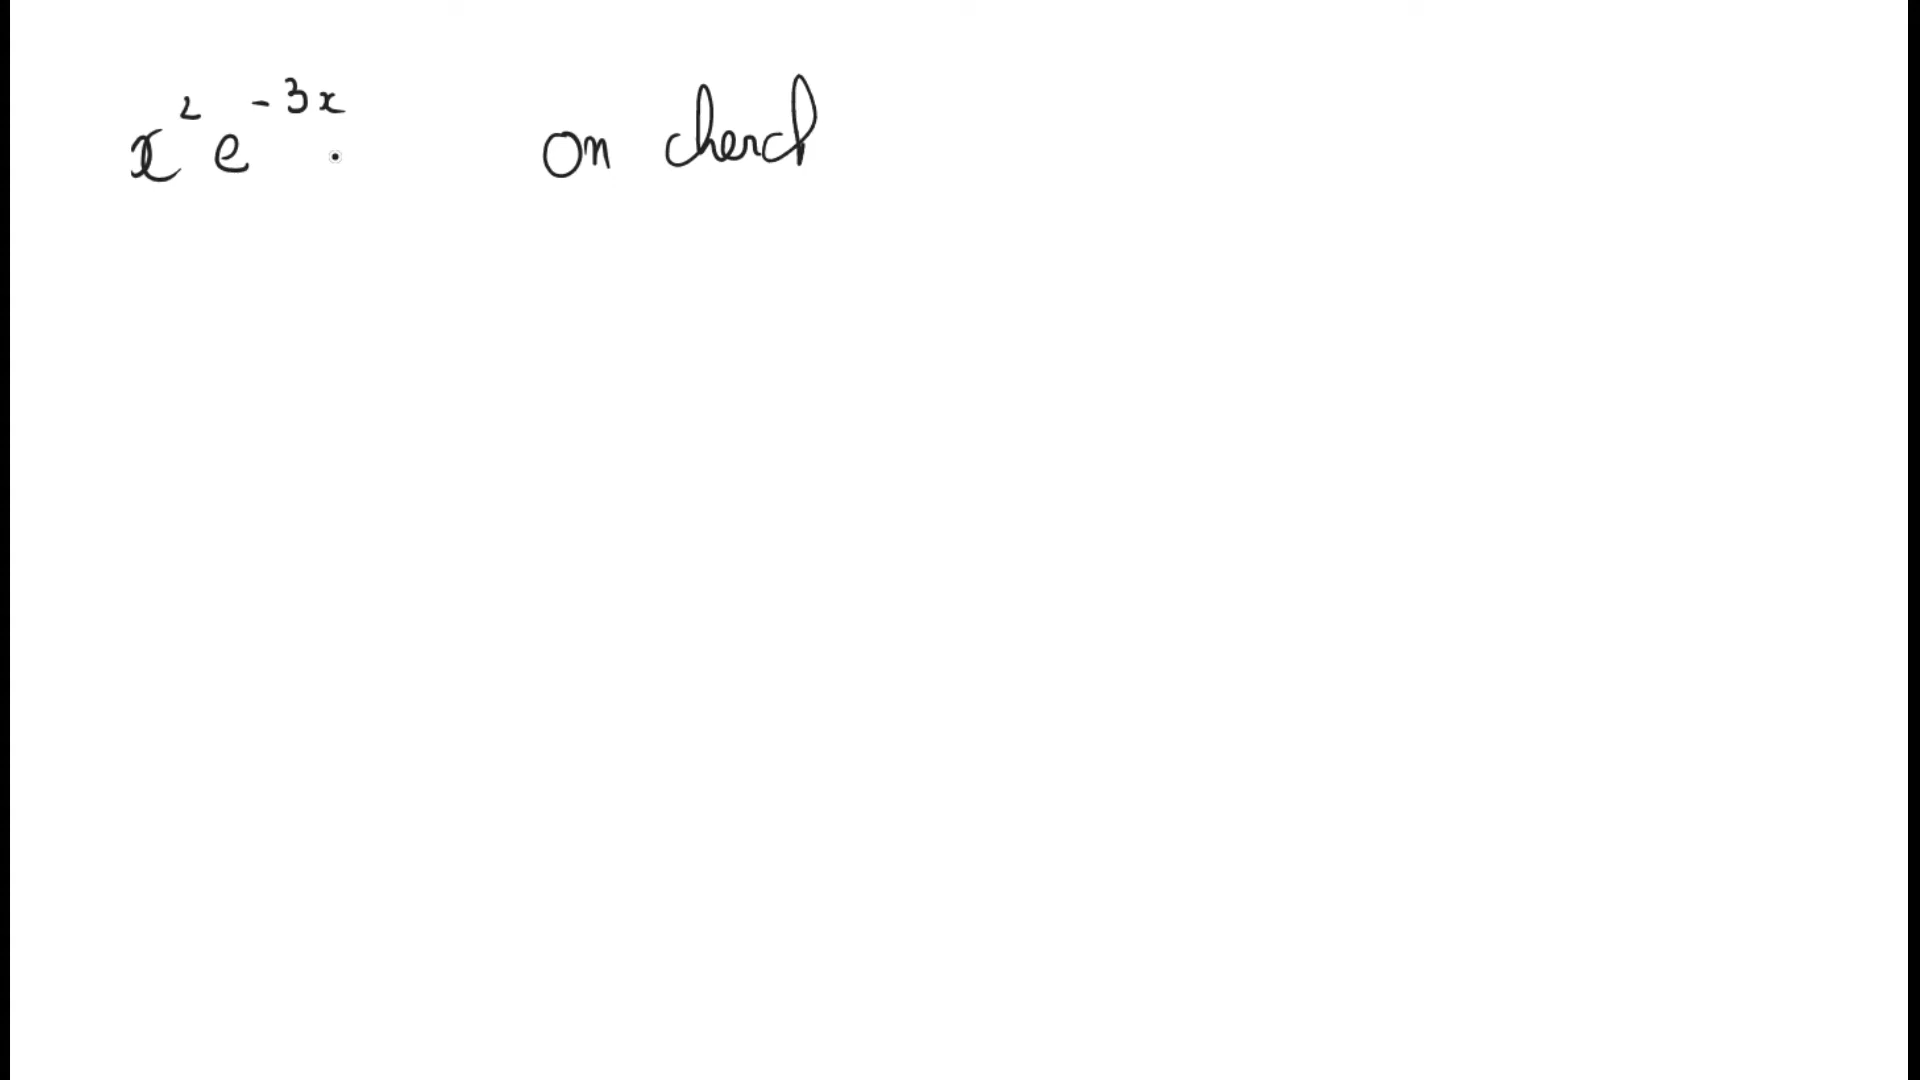 x² e^{-3x} on cherch